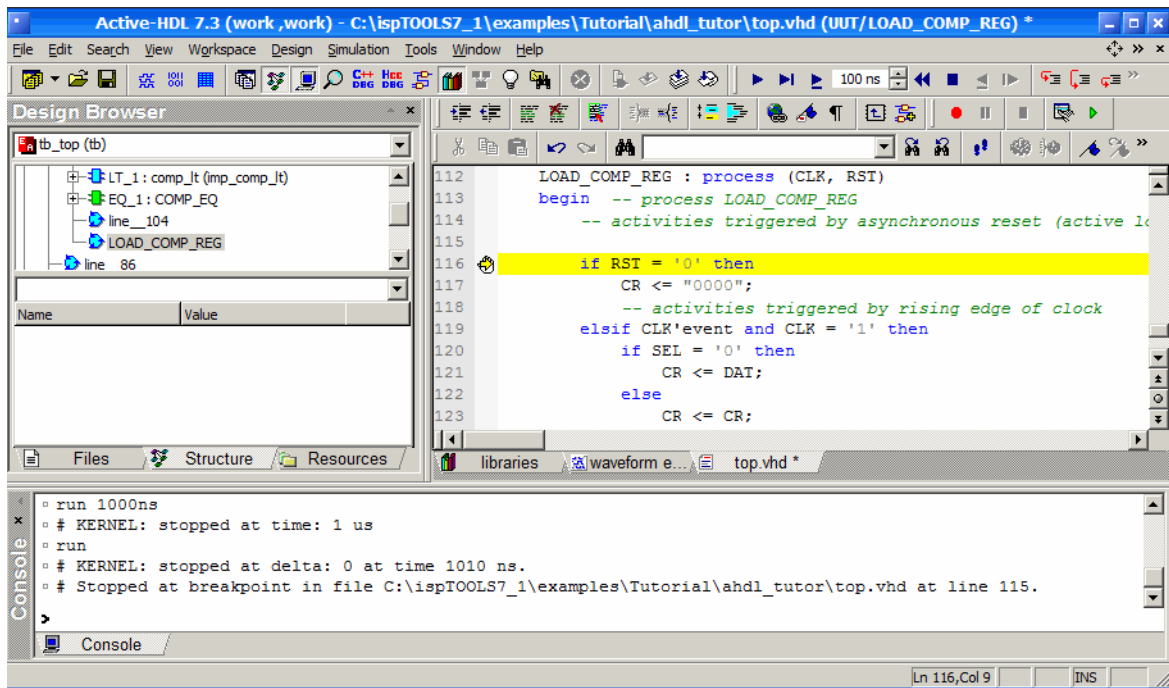 Active-HDL 7.3 (work ,work) - C:\ispTOOLS7_1\examples\Tutorial\ahdl_tutor\top.vhd (UUT/LOAD_COMP_REG) *
File Edit Search View Workspace Design Simulation Tools Window Help
C++ DBG HDL DBG 100 ns
Design Browser
tb_top (tb)
LT_1 : comp_lt (imp_comp_lt)
EQ_1 : COMP_EQ
line__104
LOAD_COMP_REG
line 86
Name Value
Files Structure Resources
112 LOAD_COMP_REG : process (CLK, RST)
113 begin -- process LOAD_COMP_REG
114 -- activities triggered by asynchronous reset (active lo
115
116 if RST = '0' then
117 CR <= "0000";
118 -- activities triggered by rising edge of clock
119 elsif CLK'event and CLK = '1' then
120 if SEL = '0' then
121 CR <= DAT;
122 else
123 CR <= CR;
libraries waveform e... top.vhd *
Console
run 1000ns
# KERNEL: stopped at time: 1 us
run
# KERNEL: stopped at delta: 0 at time 1010 ns.
# Stopped at breakpoint in file C:\ispTOOLS7_1\examples\Tutorial\ahdl_tutor\top.vhd at line 115.
>
Console
Ln 116,Col 9 INS